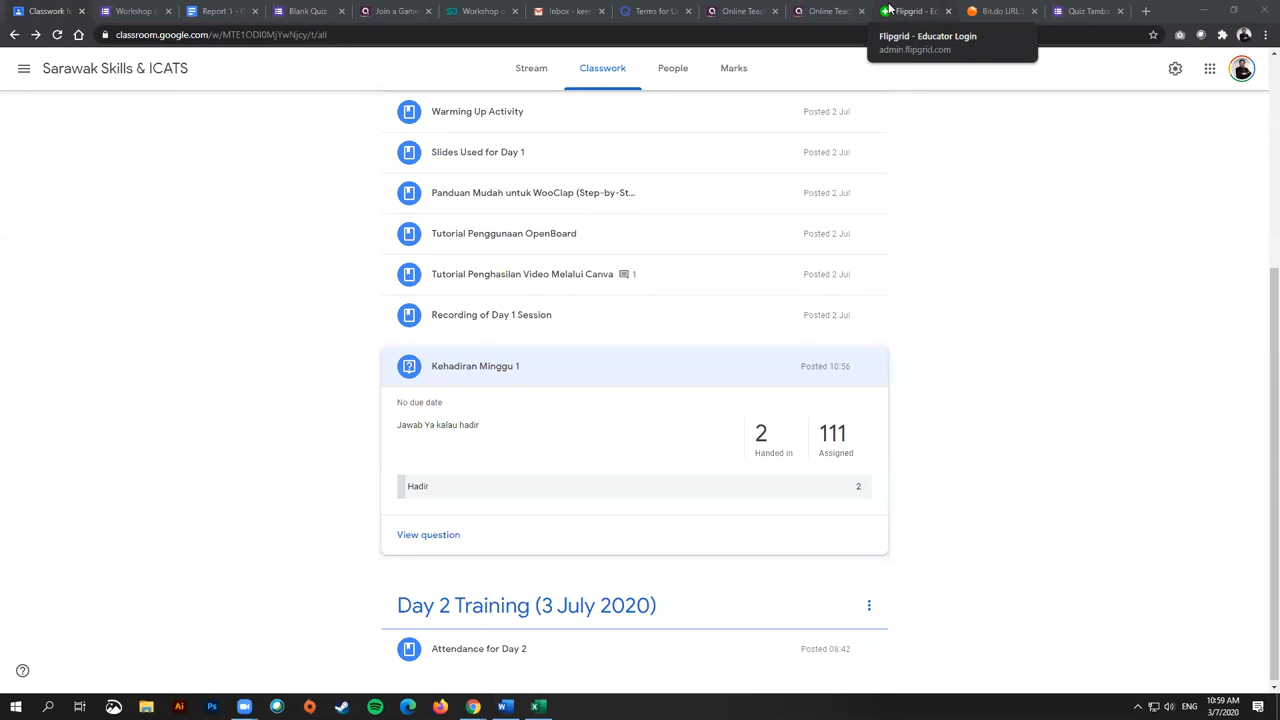 Classroom f
Workshop o
Report 1 -
Blank Quiz
Join a Game
Content Sho
Inbox - kee
Terms for U
Online Teac
Online Teac
Flipgrid - Ed
Bit.do URL
Quiz Tamba
Flipgrid - Educator Login
admin.flipgrid.com
classroom.google.com/w/MTE1ODI0MjYwNjcy/t/all
Sarawak Skills & ICATS
Stream
Classwork
People
Marks
Warming Up Activity
Posted 2 Jul
Slides Used for Day 1
Posted 2 Jul
Panduan Mudah untuk WooClap (Step-by-St...
Posted 2 Jul
Tutorial Penggunaan OpenBoard
Posted 2 Jul
Tutorial Penghasilan Video Melalui Canva 1
Posted 2 Jul
Recording of Day 1 Session
Posted 2 Jul
Kehadiran Minggu 1
Posted 10:56
No due date
Jawab Ya kalau hadir
2
Handed in
111
Assigned
Hadir
2
View question
Day 2 Training (3 July 2020)
Attendance for Day 2
Posted 08:42
ENG
10:59 AM
3/7/2020